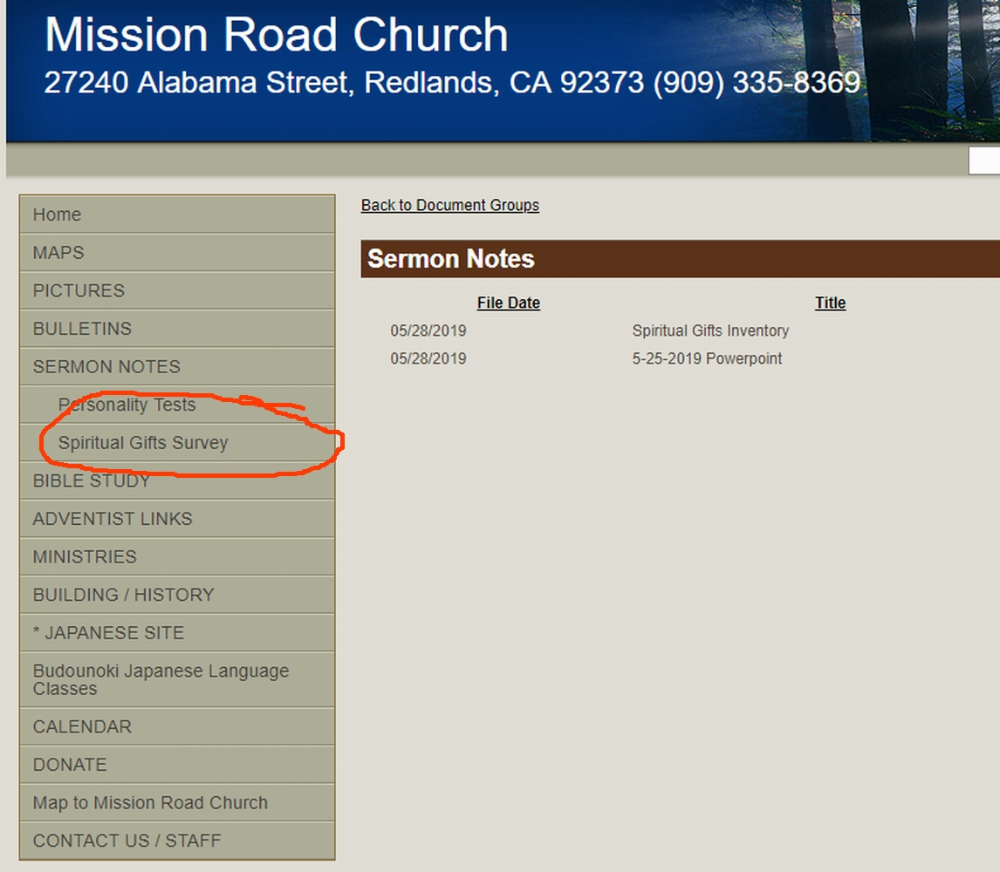 Mission Road Church
27240 Alabama Street, Redlands, CA 92373 (909) 335-8369
Home
MAPS
PICTURES
BULLETINS
SERMON NOTES
Personality Tests
Spiritual Gifts Survey
BIBLE STUDY
ADVENTIST LINKS
MINISTRIES
BUILDING / HISTORY
* JAPANESE SITE
Budounoki Japanese Language
Classes
CALENDAR
DONATE
Map to Mission Road Church
CONTACT US / STAFF
Back to Document Groups
Sermon Notes
File Date Title
05/28/2019 Spiritual Gifts Inventory
05/28/2019 5-25-2019 Powerpoint